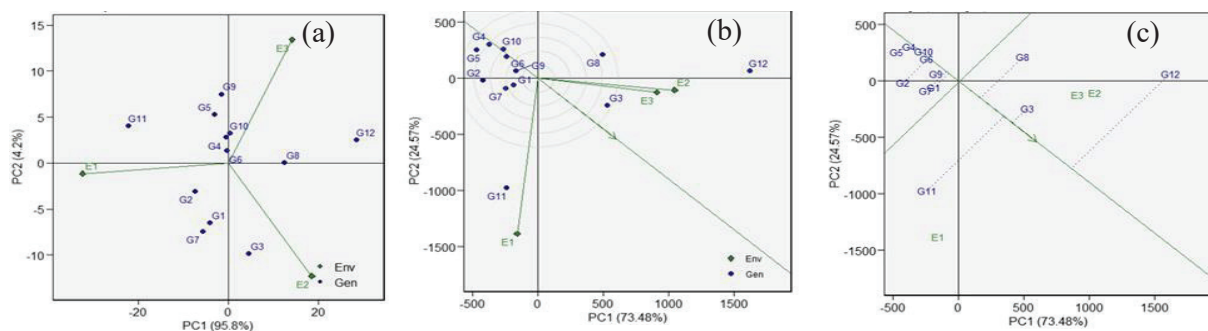 (a)
15
10
5
0
-5
-10
PC2 (4.2%)
E3
G9
G5
G11
G10
G4
G12
G6
G8
E1
G2
G1
G7
G3
E2
Env
Gen
-20
0
20
PC1 (95.8%)
(b)
500
0
-500
-1000
-1500
PC2 (24.57%)
G4
G10
G5
G6
G9
G8
G12
G2
G7
G1
E2
E3
G3
G11
E1
Env
Gen
-500
0
500
1000
1500
PC1 (73.48%)
(c)
500
0
-500
-1000
-1500
PC2 (24.57%)
G4
G5
G10
G6
G8
G9
G12
G2
G7
G1
E3
E2
G3
G11
E1
-500
0
500
1000
1500
PC1 (73.48%)